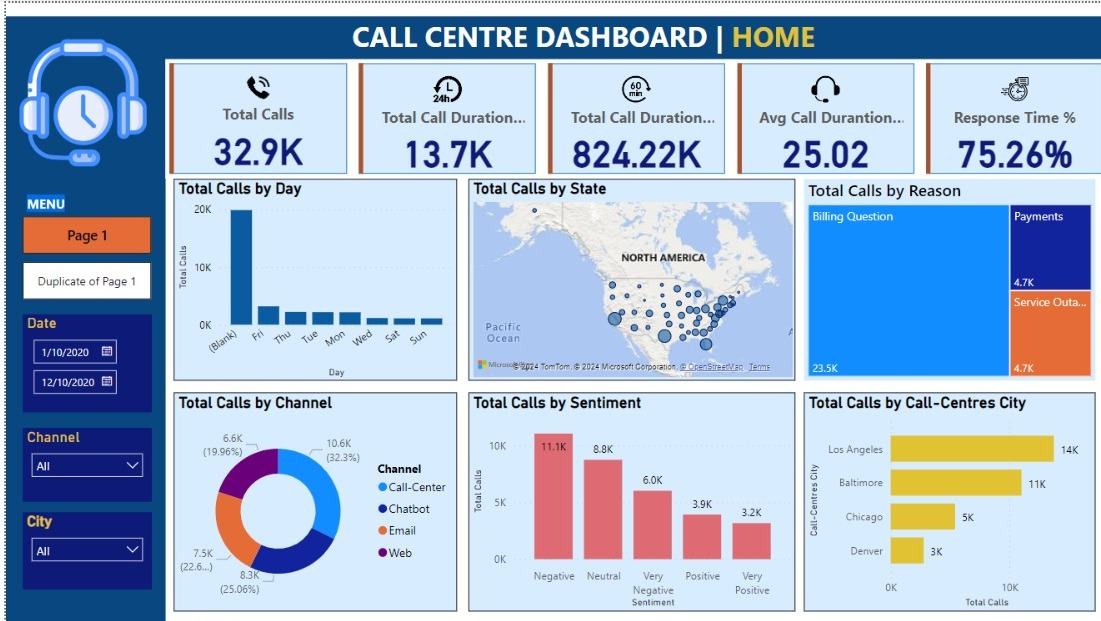 CALL CENTRE DASHBOARD | HOME
Total Calls
32.9K
24h
Total Call Duration...
13.7K
60
min
Total Call Duration...
824.22K
Avg Call Durantion...
25.02
Response Time %
75.26%
MENU
Page 1
Duplicate of Page 1
Date
1/10/2020
12/10/2020
Channel
All
City
All
Total Calls by Day
20K
10K
0K
Total Calls
(Blank)
Fri
Thu
Tue
Mon
Wed
Sat
Sun
Day
Total Calls by State
NORTH AMERICA
Pacific
Ocean
Microsoft
© 2024 TomTom, © 2024 Microsoft Corporation, © OpenStreetMap Terms
Total Calls by Reason
Billing Question
23.5K
Payments
4.7K
Service Outa...
4.7K
Total Calls by Channel
6.6K
(19.96%)
10.6K
(32.3%)
7.5K
(22.6...)
8.3K
(25.06%)
Channel
Call-Center
Chatbot
Email
Web
Total Calls by Sentiment
10K
5K
0K
Total Calls
11.1K
8.8K
6.0K
3.9K
3.2K
Negative
Neutral
Very
Negative
Positive
Very
Positive
Sentiment
Total Calls by Call-Centres City
Call-Centres City
Los Angeles
14K
Baltimore
11K
Chicago
5K
Denver
3K
0K
10K
Total Calls